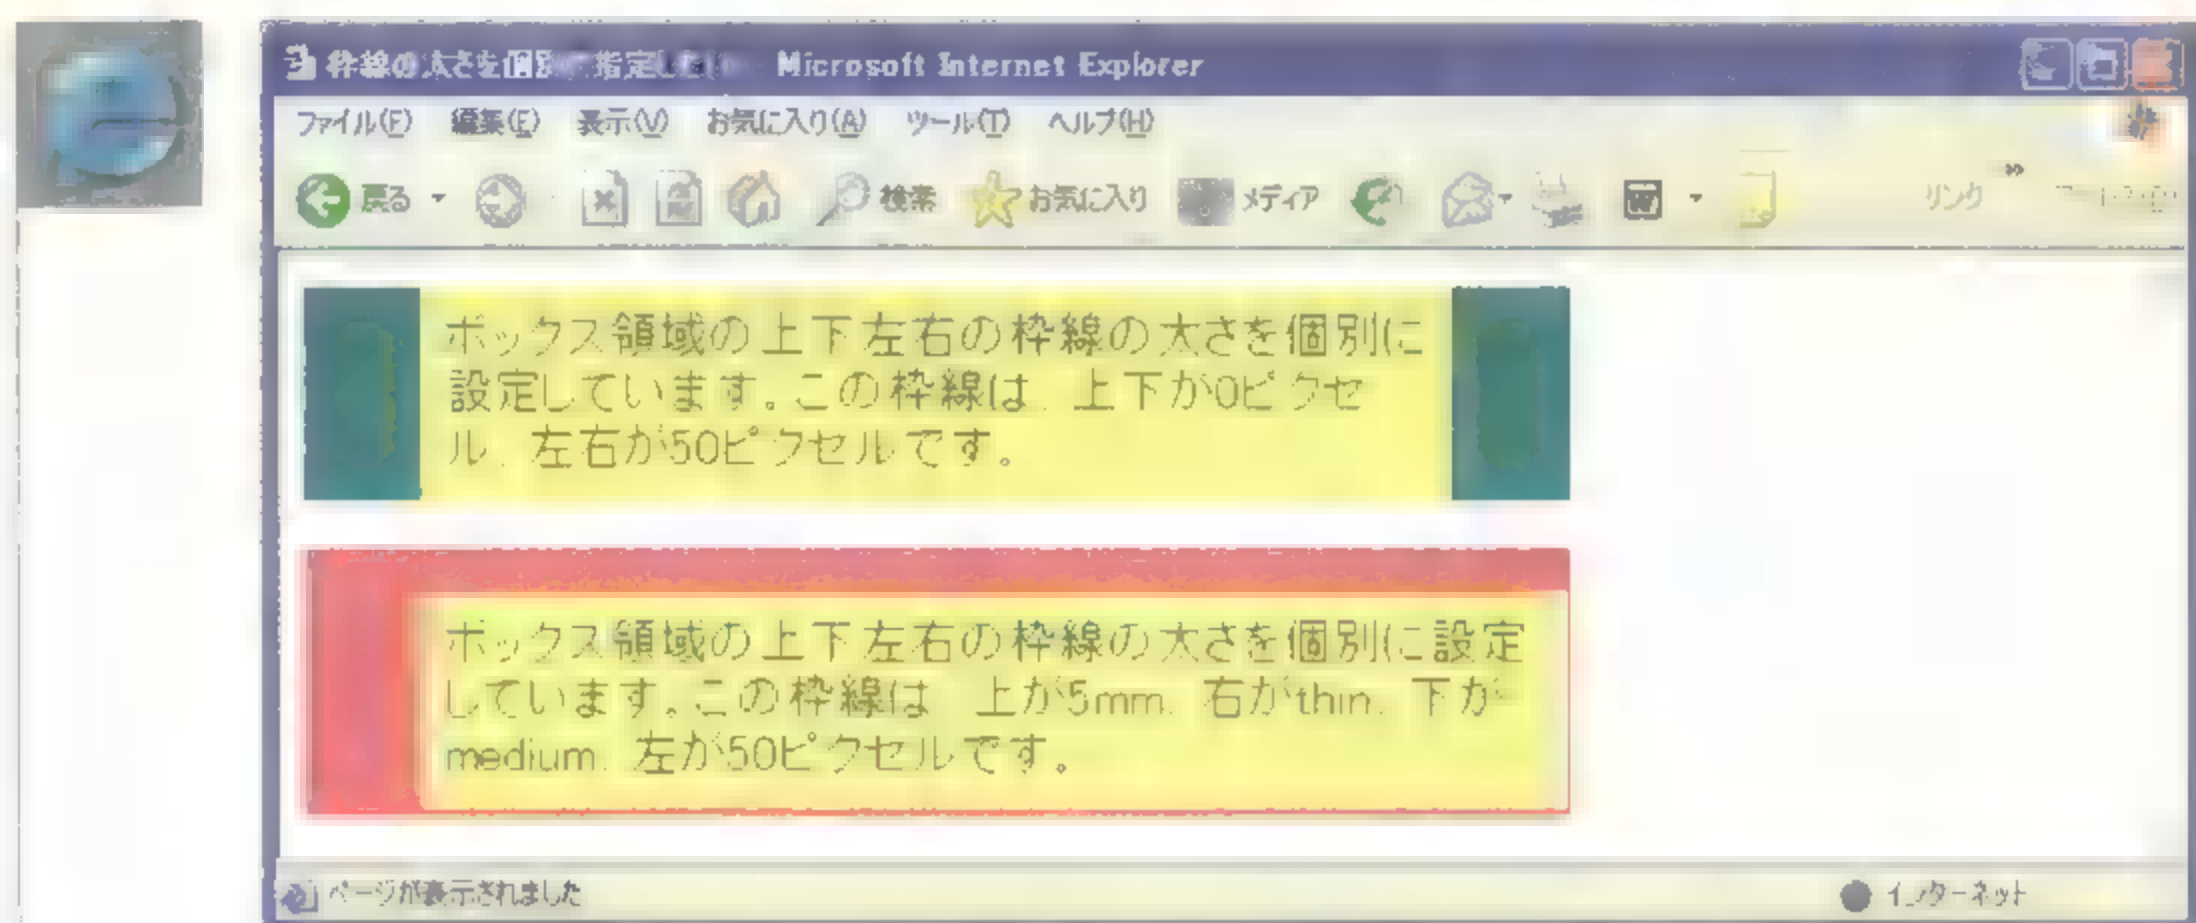 枠線の太さを個別 指定 Microsoft Internet Explorer
ファイル(F) 編集(E) 表示(V) お気に入り(A) ツール(T) ヘルプ(H)
戻る 検索 お気に入り メディア リンク
ボックス領域の上下左右の枠線の太さを個別に
設定しています。この枠線は、上下が0ピクセ
ル、左右が50ピクセルです。
ボックス領域の上下左右の枠線の太さを個別に設定
しています。この枠線は、上が5mm、右がthin、下が
medium、左が50ピクセルです。
ページが表示されました インターネット